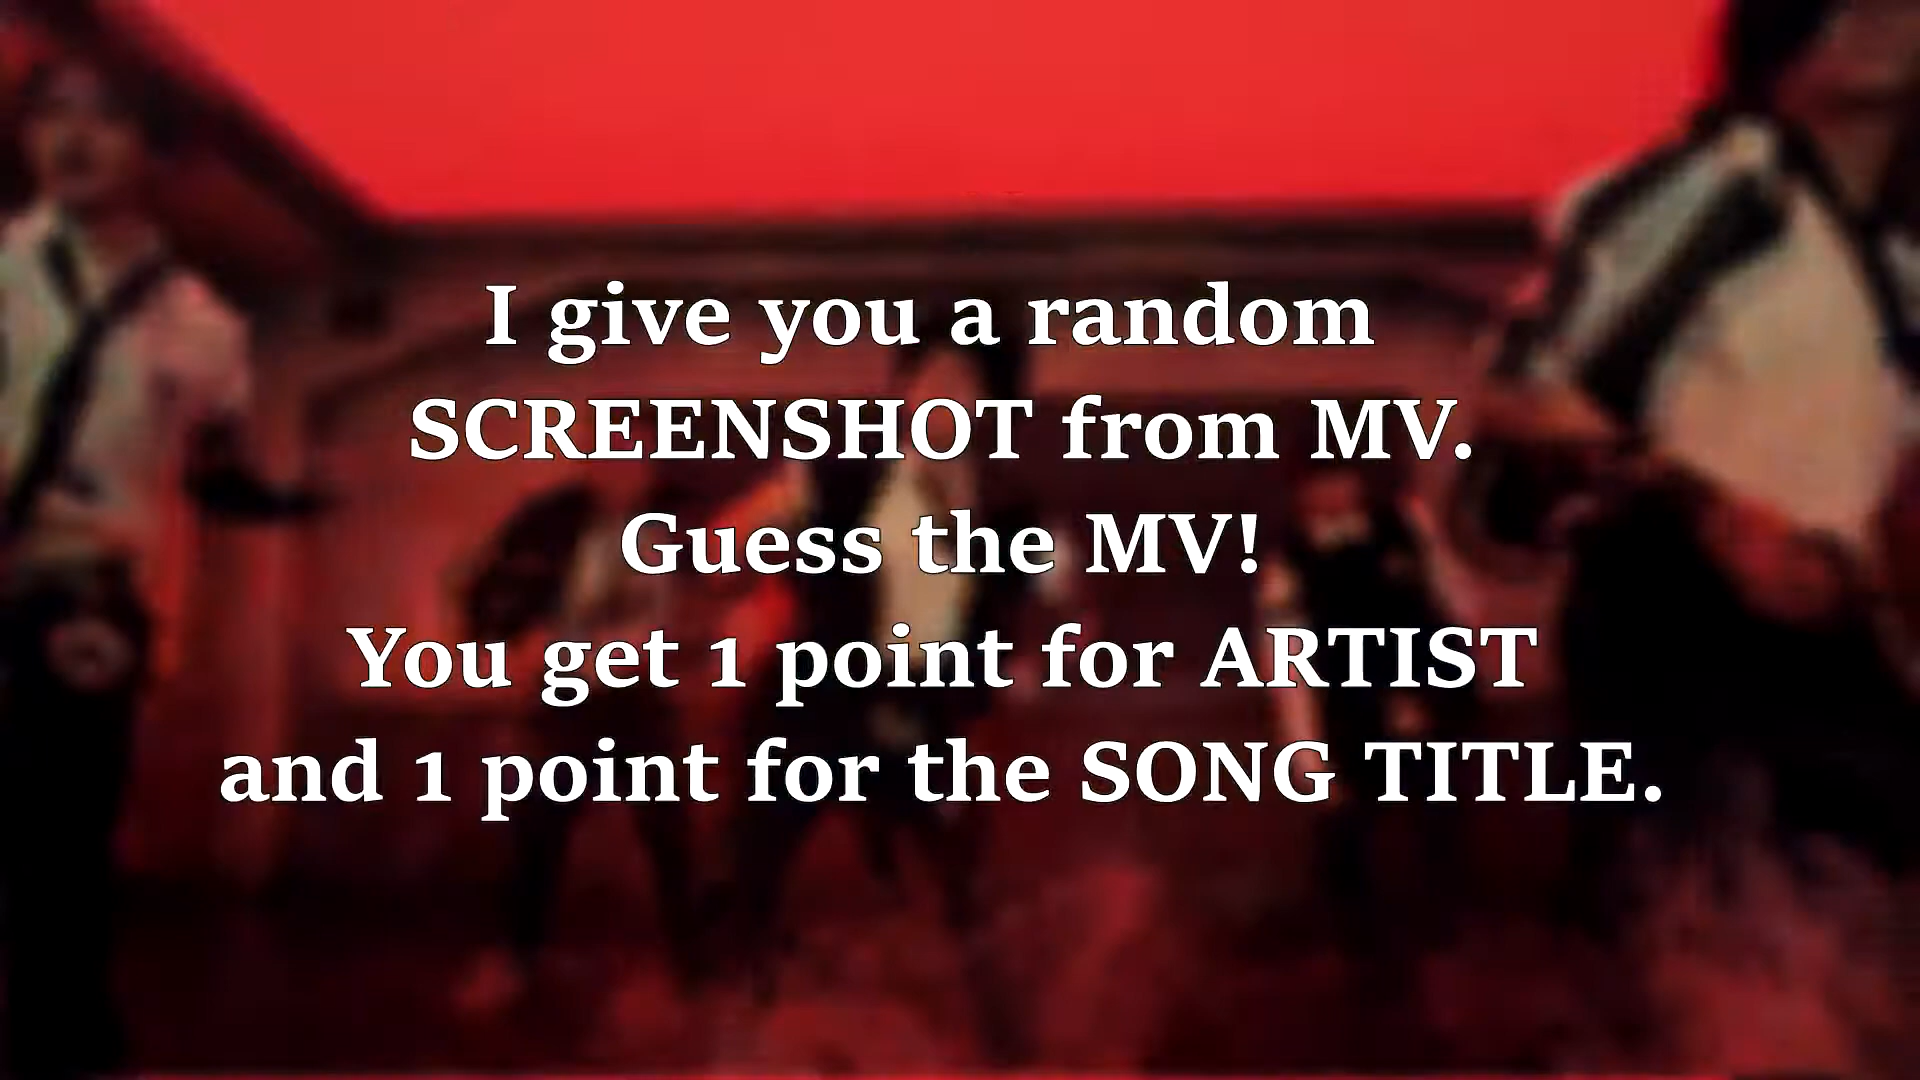 I give you a random
SCREENSHOT from MV.
Guess the MV!
You get 1 point for ARTIST
and 1 point for the SONG TITLE.